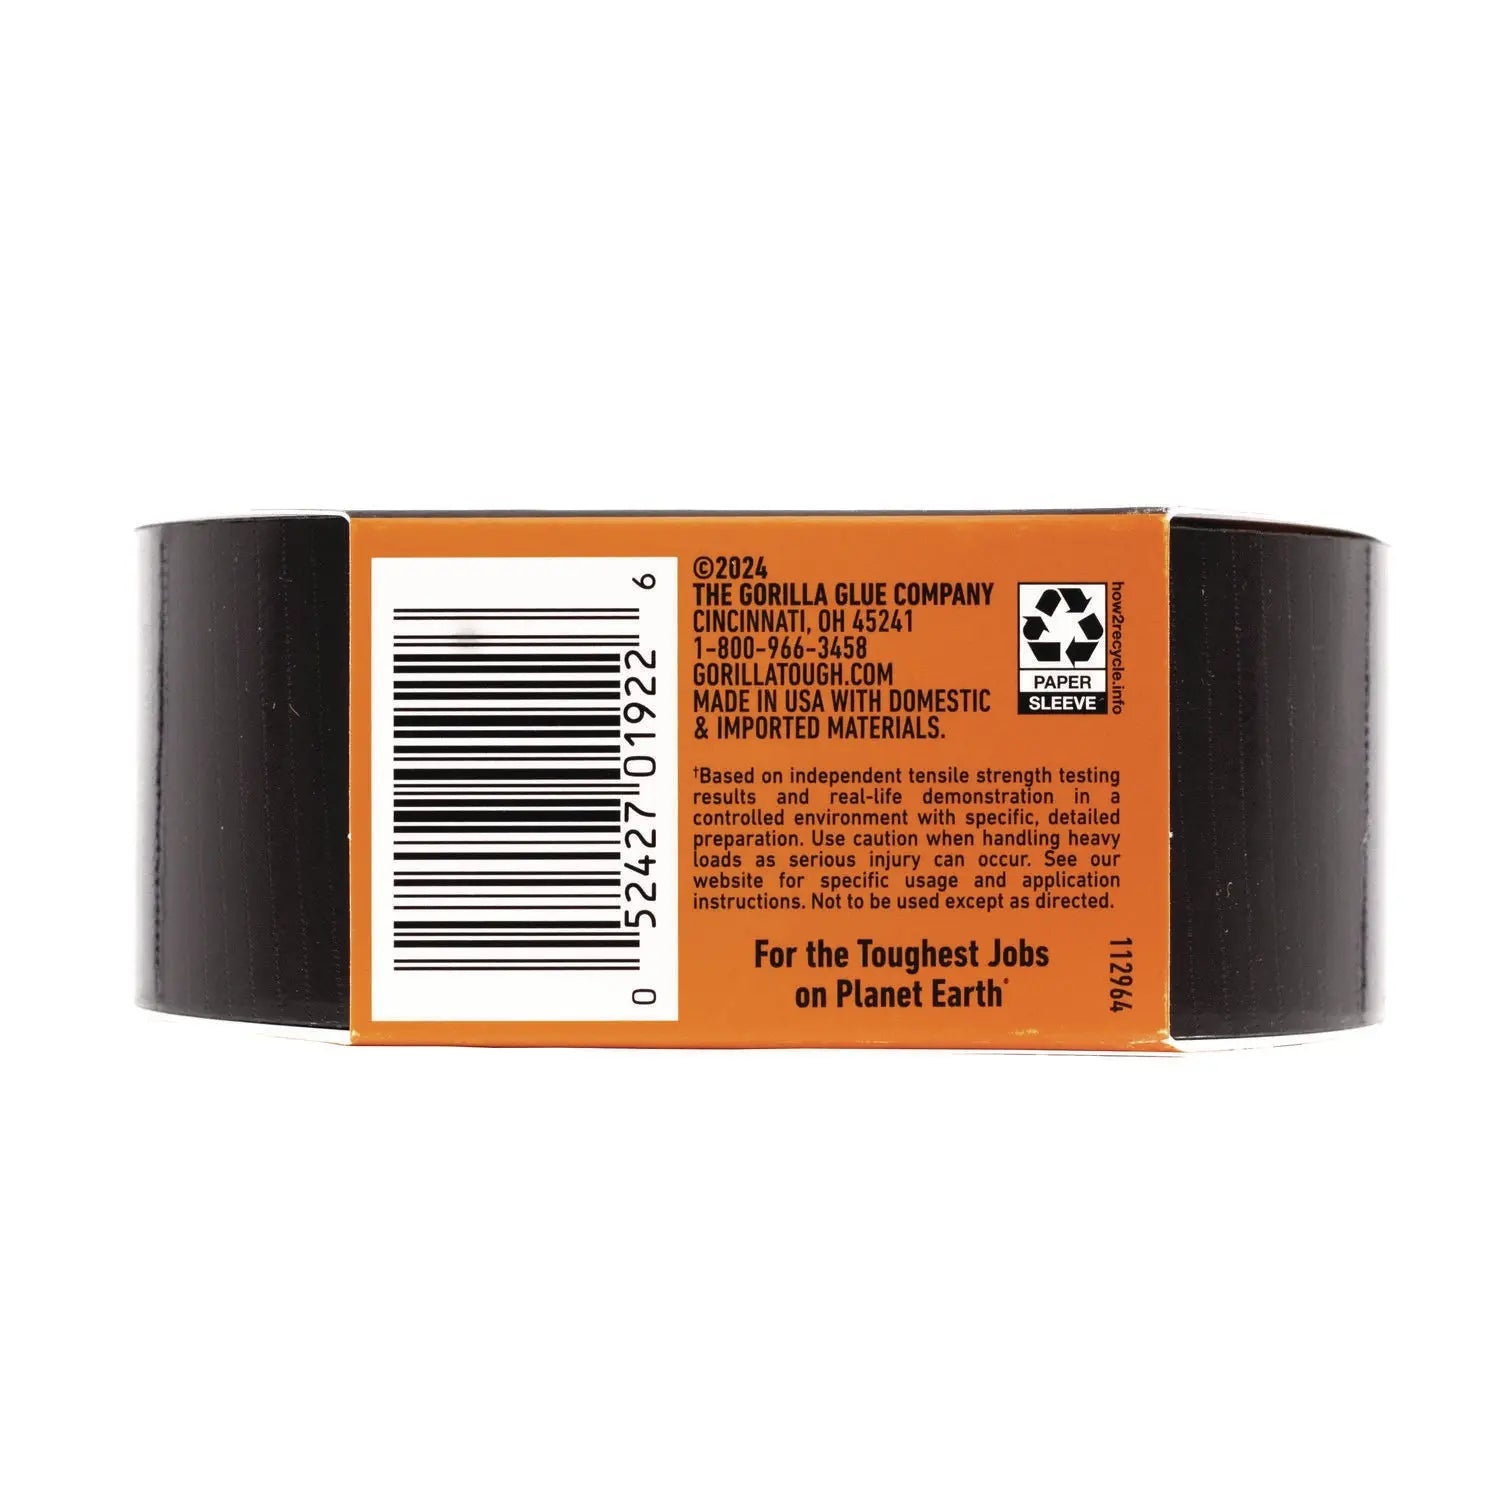 0 52427 01922 6
©2024
THE GORILLA GLUE COMPANY
CINCINNATI, OH 45241
1-800-966-3458
GORILLATOUGH.COM
MADE IN USA WITH DOMESTIC
& IMPORTED MATERIALS.
PAPER
SLEEVE
how2recycle.info
†Based on independent tensile strength testing
results and real-life demonstration in a
controlled environment with specific, detailed
preparation. Use caution when handling heavy
loads as serious injury can occur. See our
website for specific usage and application
instructions. Not to be used except as directed.
For the Toughest Jobs
on Planet Earth®
112964